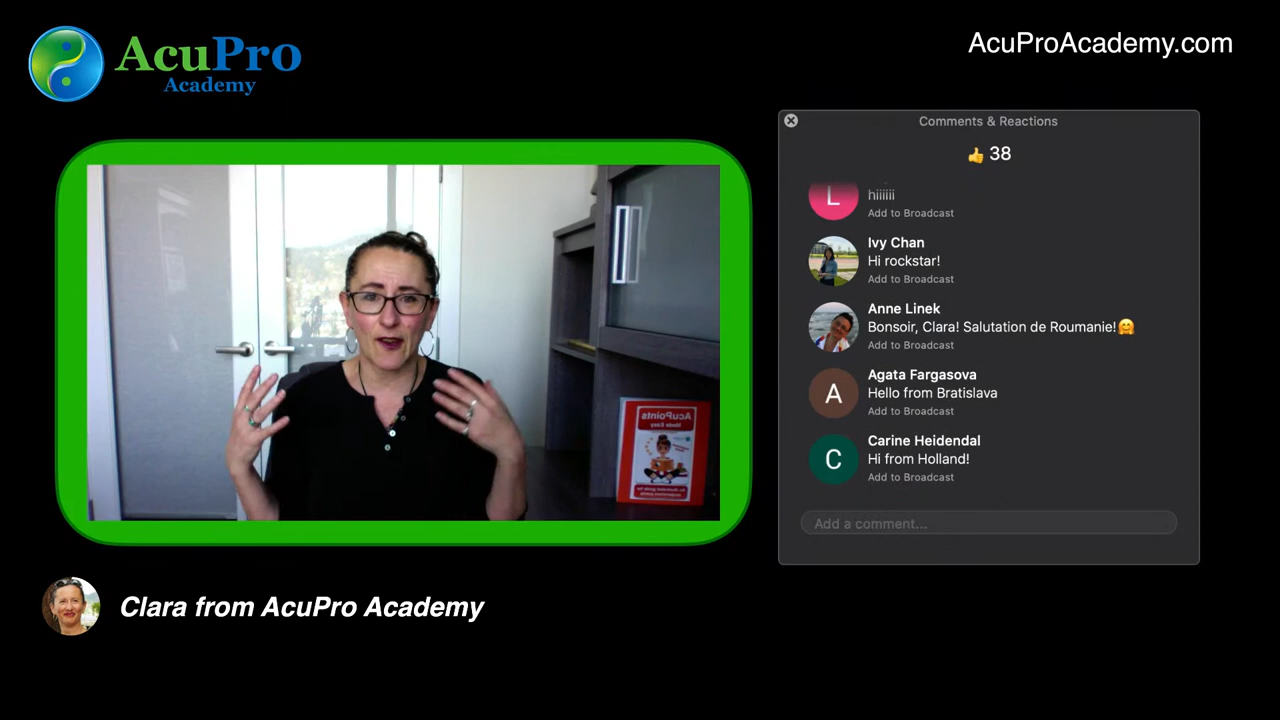 AcuPro
Academy
AcuProAcademy.com
Comments & Reactions
👍 38
L
hiiiiii
Add to Broadcast
Ivy Chan
Hi rockstar!
Add to Broadcast
Anne Linek
Bonsoir, Clara! Salutation de Roumanie!🤗
Add to Broadcast
A
Agata Fargasova
Hello from Bratislava
Add to Broadcast
C
Carine Heidendal
Hi from Holland!
Add to Broadcast
Add a comment...
AcuPoints
Made Easy
Clara from AcuPro Academy